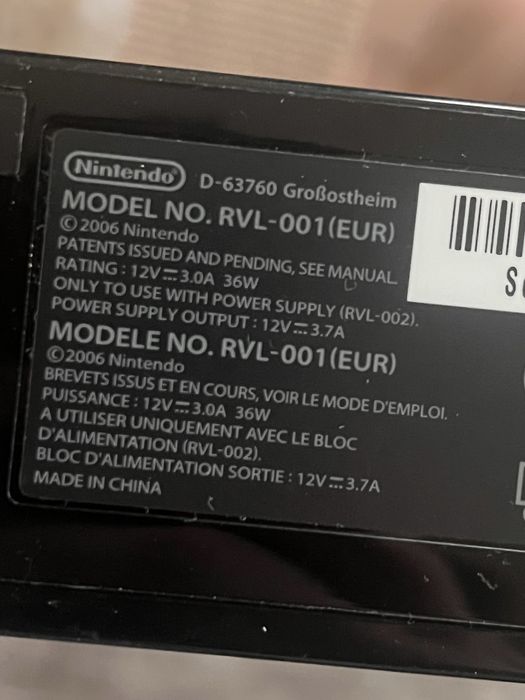 Nintendo D-63760 Großostheim
MODEL NO. RVL-001(EUR)
©2006 Nintendo
PATENTS ISSUED AND PENDING, SEE MANUAL.
RATING : 12V⎓3.0A 36W
ONLY TO USE WITH POWER SUPPLY (RVL-002).
POWER SUPPLY OUTPUT : 12V⎓3.7A
MODELE NO. RVL-001(EUR)
©2006 Nintendo
BREVETS ISSUS ET EN COURS, VOIR LE MODE D'EMPLOI.
PUISSANCE : 12V⎓3.0A 36W
A UTILISER UNIQUEMENT AVEC LE BLOC
D'ALIMENTATION (RVL-002).
BLOC D'ALIMENTATION SORTIE : 12V⎓3.7A
MADE IN CHINA